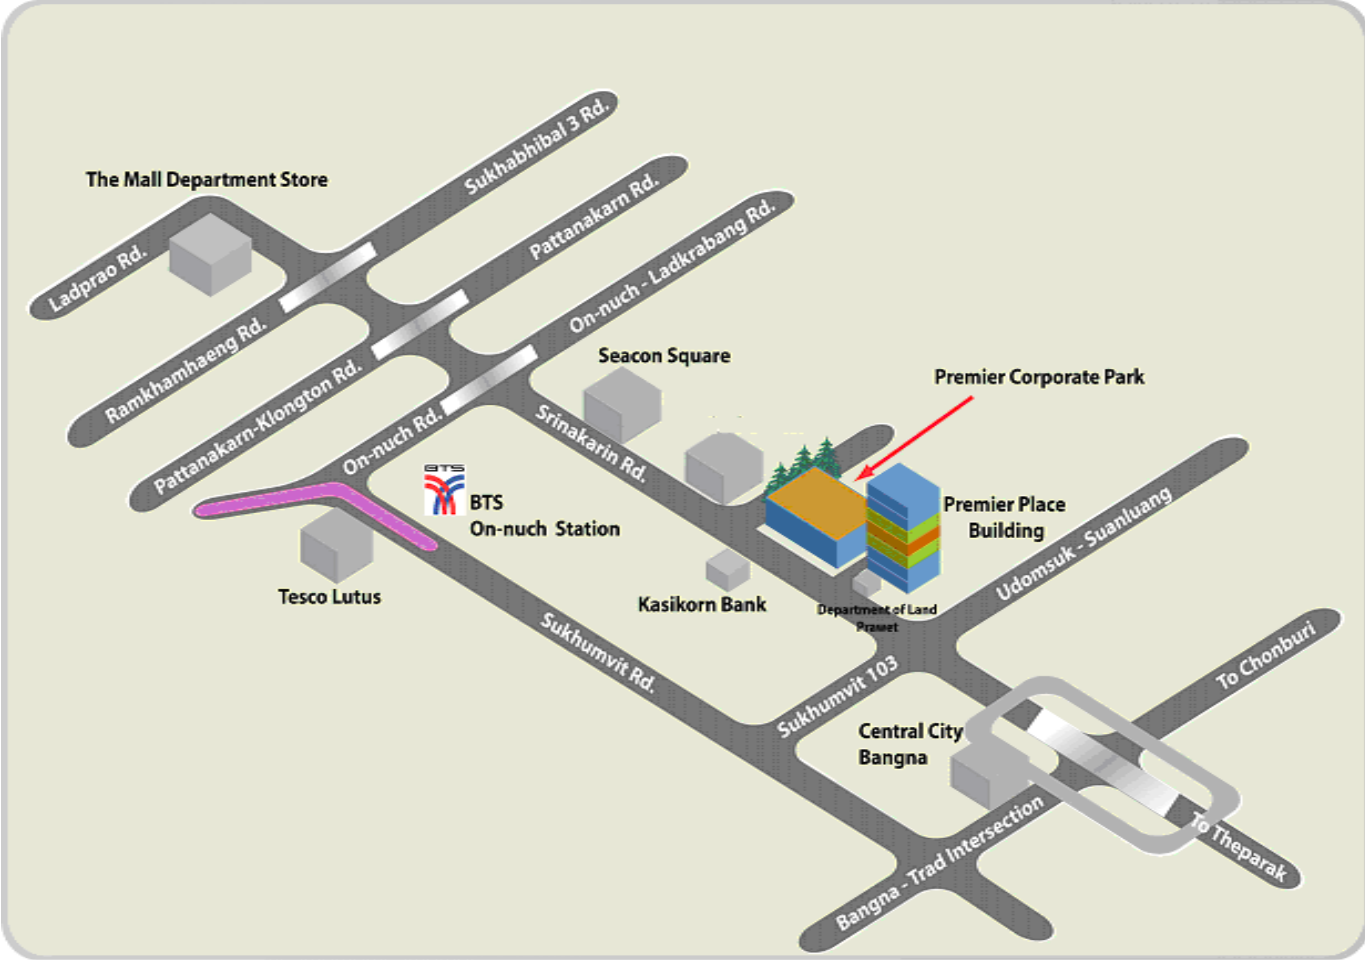 Sukhabhibal 3 Rd.
The Mall Department Store
Pattanakarn Rd.
On-nuch - Ladkrabang Rd.
Ladprao Rd.
Ramkhamhaeng Rd.
Seacon Square
Premier Corporate Park
Pattanakarn-Klongton Rd.
On-nuch Rd.
Srinakarin Rd.
BTS
BTS
On-nuch Station
Premier Place
Building
Udomsuk - Suanluang
Tesco Lutus
Kasikorn Bank
Department of Land
Prawet
Sukhumvit Rd.
Sukhumvit 103
To Chonburi
Central City
Bangna
Bangna - Trad Intersection
To Theparak